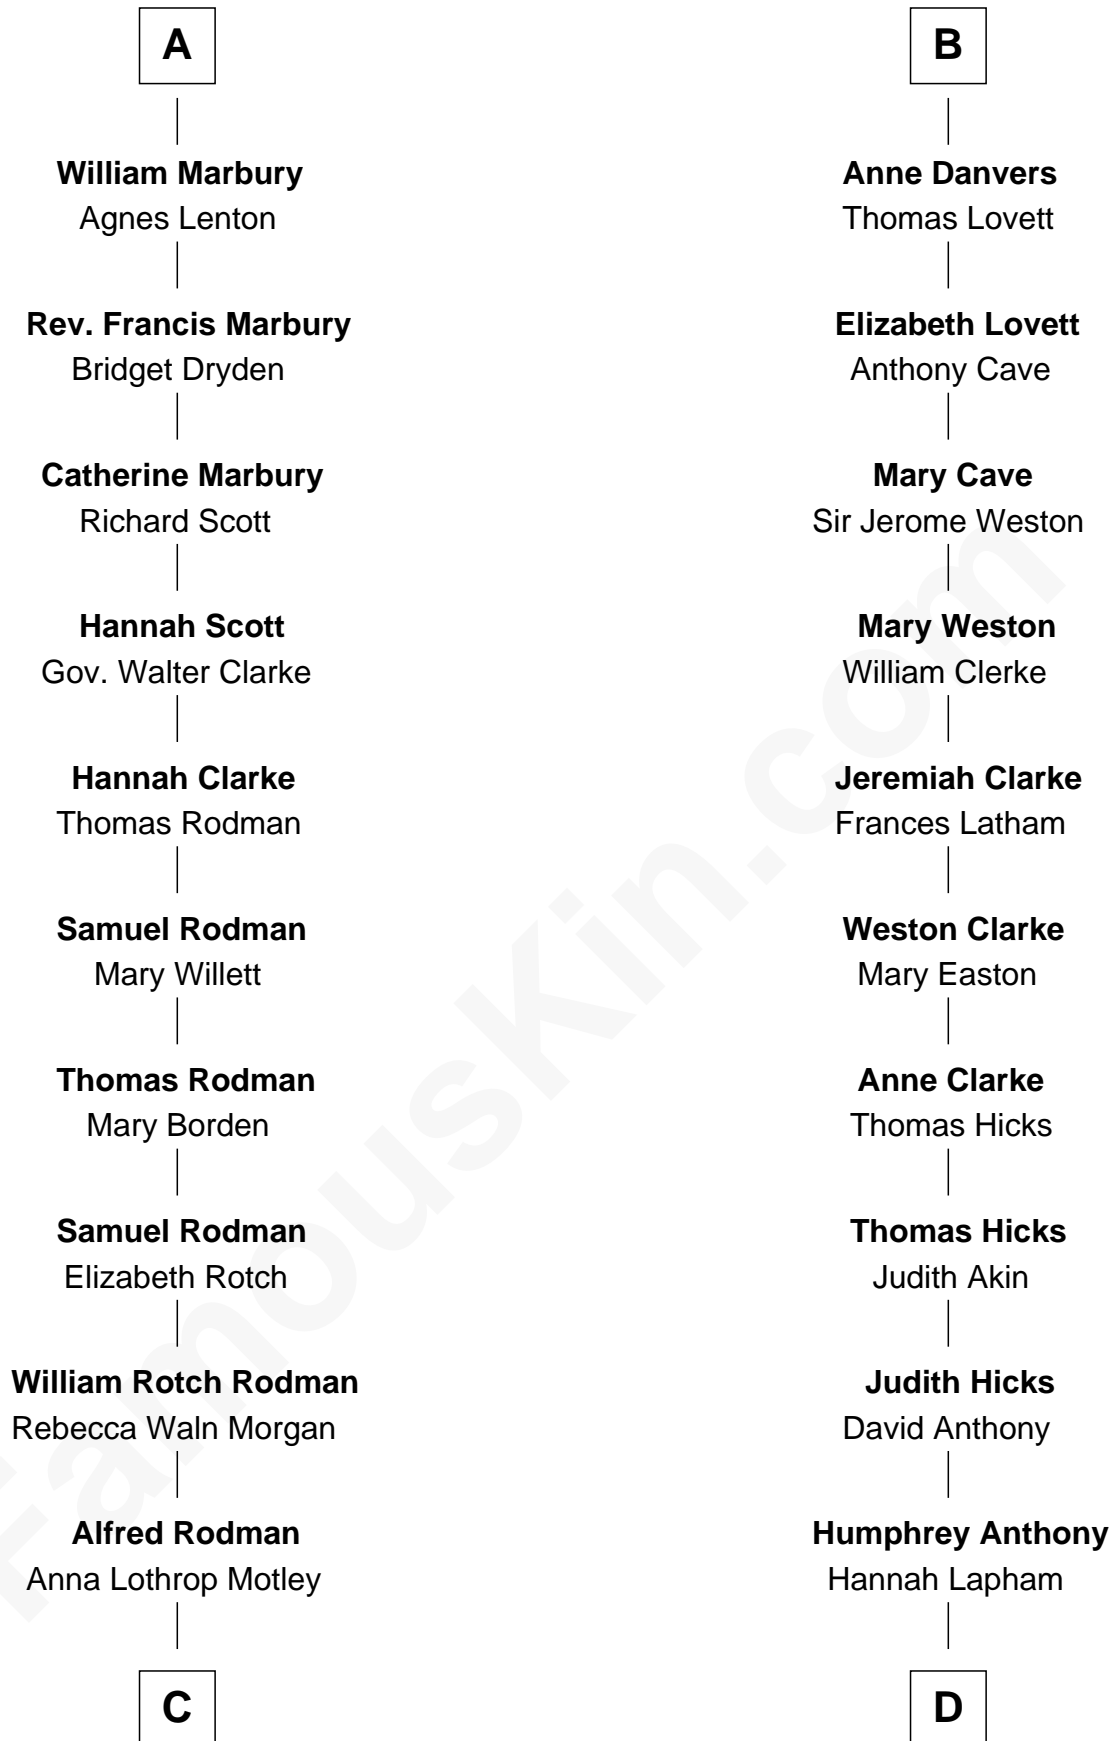 A
William Marbury
Agnes Lenton
Rev. Francis Marbury
Bridget Dryden
Catherine Marbury
Richard Scott
Hannah Scott
Gov. Walter Clarke
Hannah Clarke
Thomas Rodman
Samuel Rodman
Mary Willett
Thomas Rodman
Mary Borden
Samuel Rodman
Elizabeth Rotch
William Rotch Rodman
Rebecca Waln Morgan
Alfred Rodman
Anna Lothrop Motley
C
B
Anne Danvers
Thomas Lovett
Elizabeth Lovett
Anthony Cave
Mary Cave
Sir Jerome Weston
Mary Weston
William Clerke
Jeremiah Clarke
Frances Latham
Weston Clarke
Mary Easton
Anne Clarke
Thomas Hicks
Thomas Hicks
Judith Akin
Judith Hicks
David Anthony
Humphrey Anthony
Hannah Lapham
D
FamousKin.com